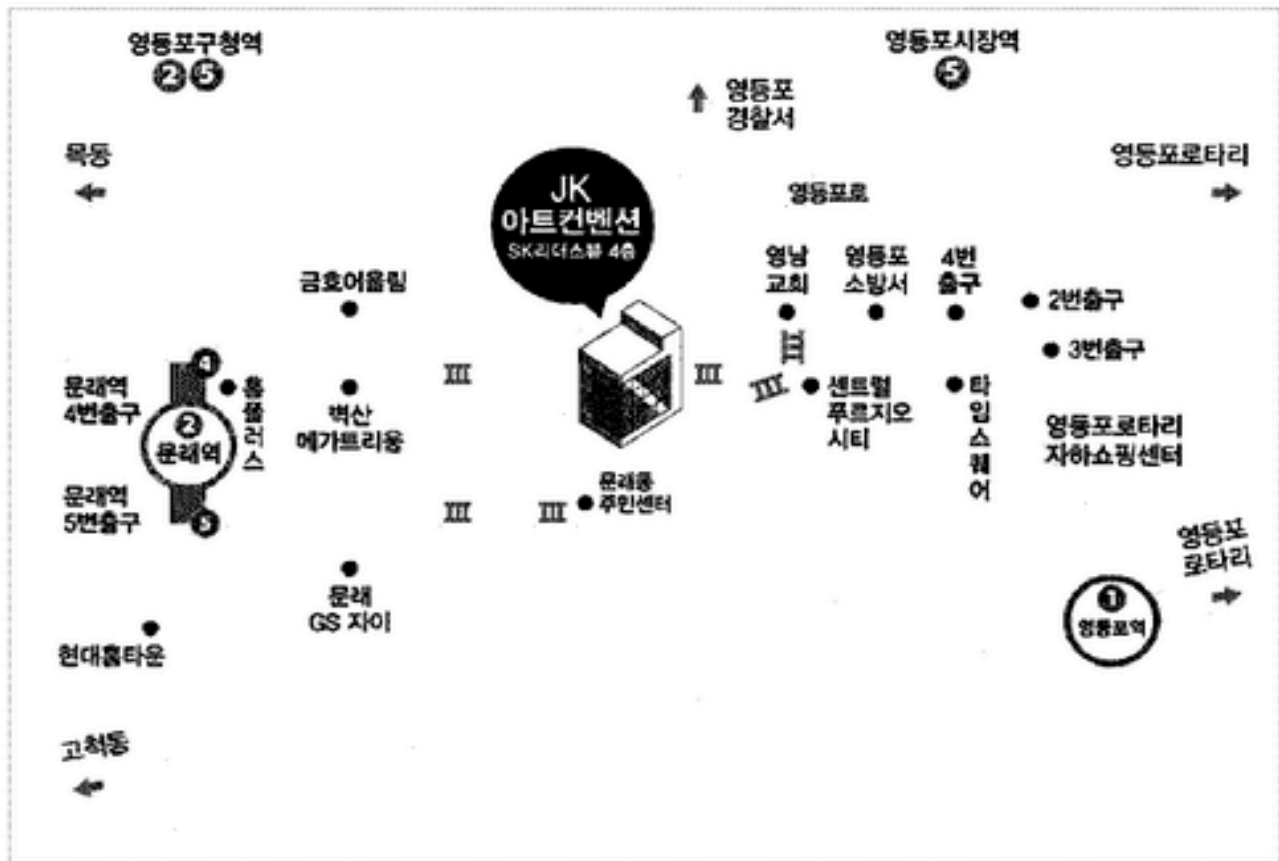 영등포구청역
2 5
영등포시장역
5
영등포
경찰서
목동
영등포로타리
JK
아트컨벤션
SK리더스뷰 4층
영등포로
영남
교회
영등포
소방서
4번
출구
2번출구
3번출구
금호어울림
4
문래역
4번출구
홈플러스
2
문래역
벽산
메가트리움
센트럴
푸르지오
시티
타임스퀘어
영등포로타리
지하쇼핑센터
문래역
5번출구
5
문래동
주민센터
영등포
로타리
문래
GS 자이
1
영등포역
현대홈타운
고척동